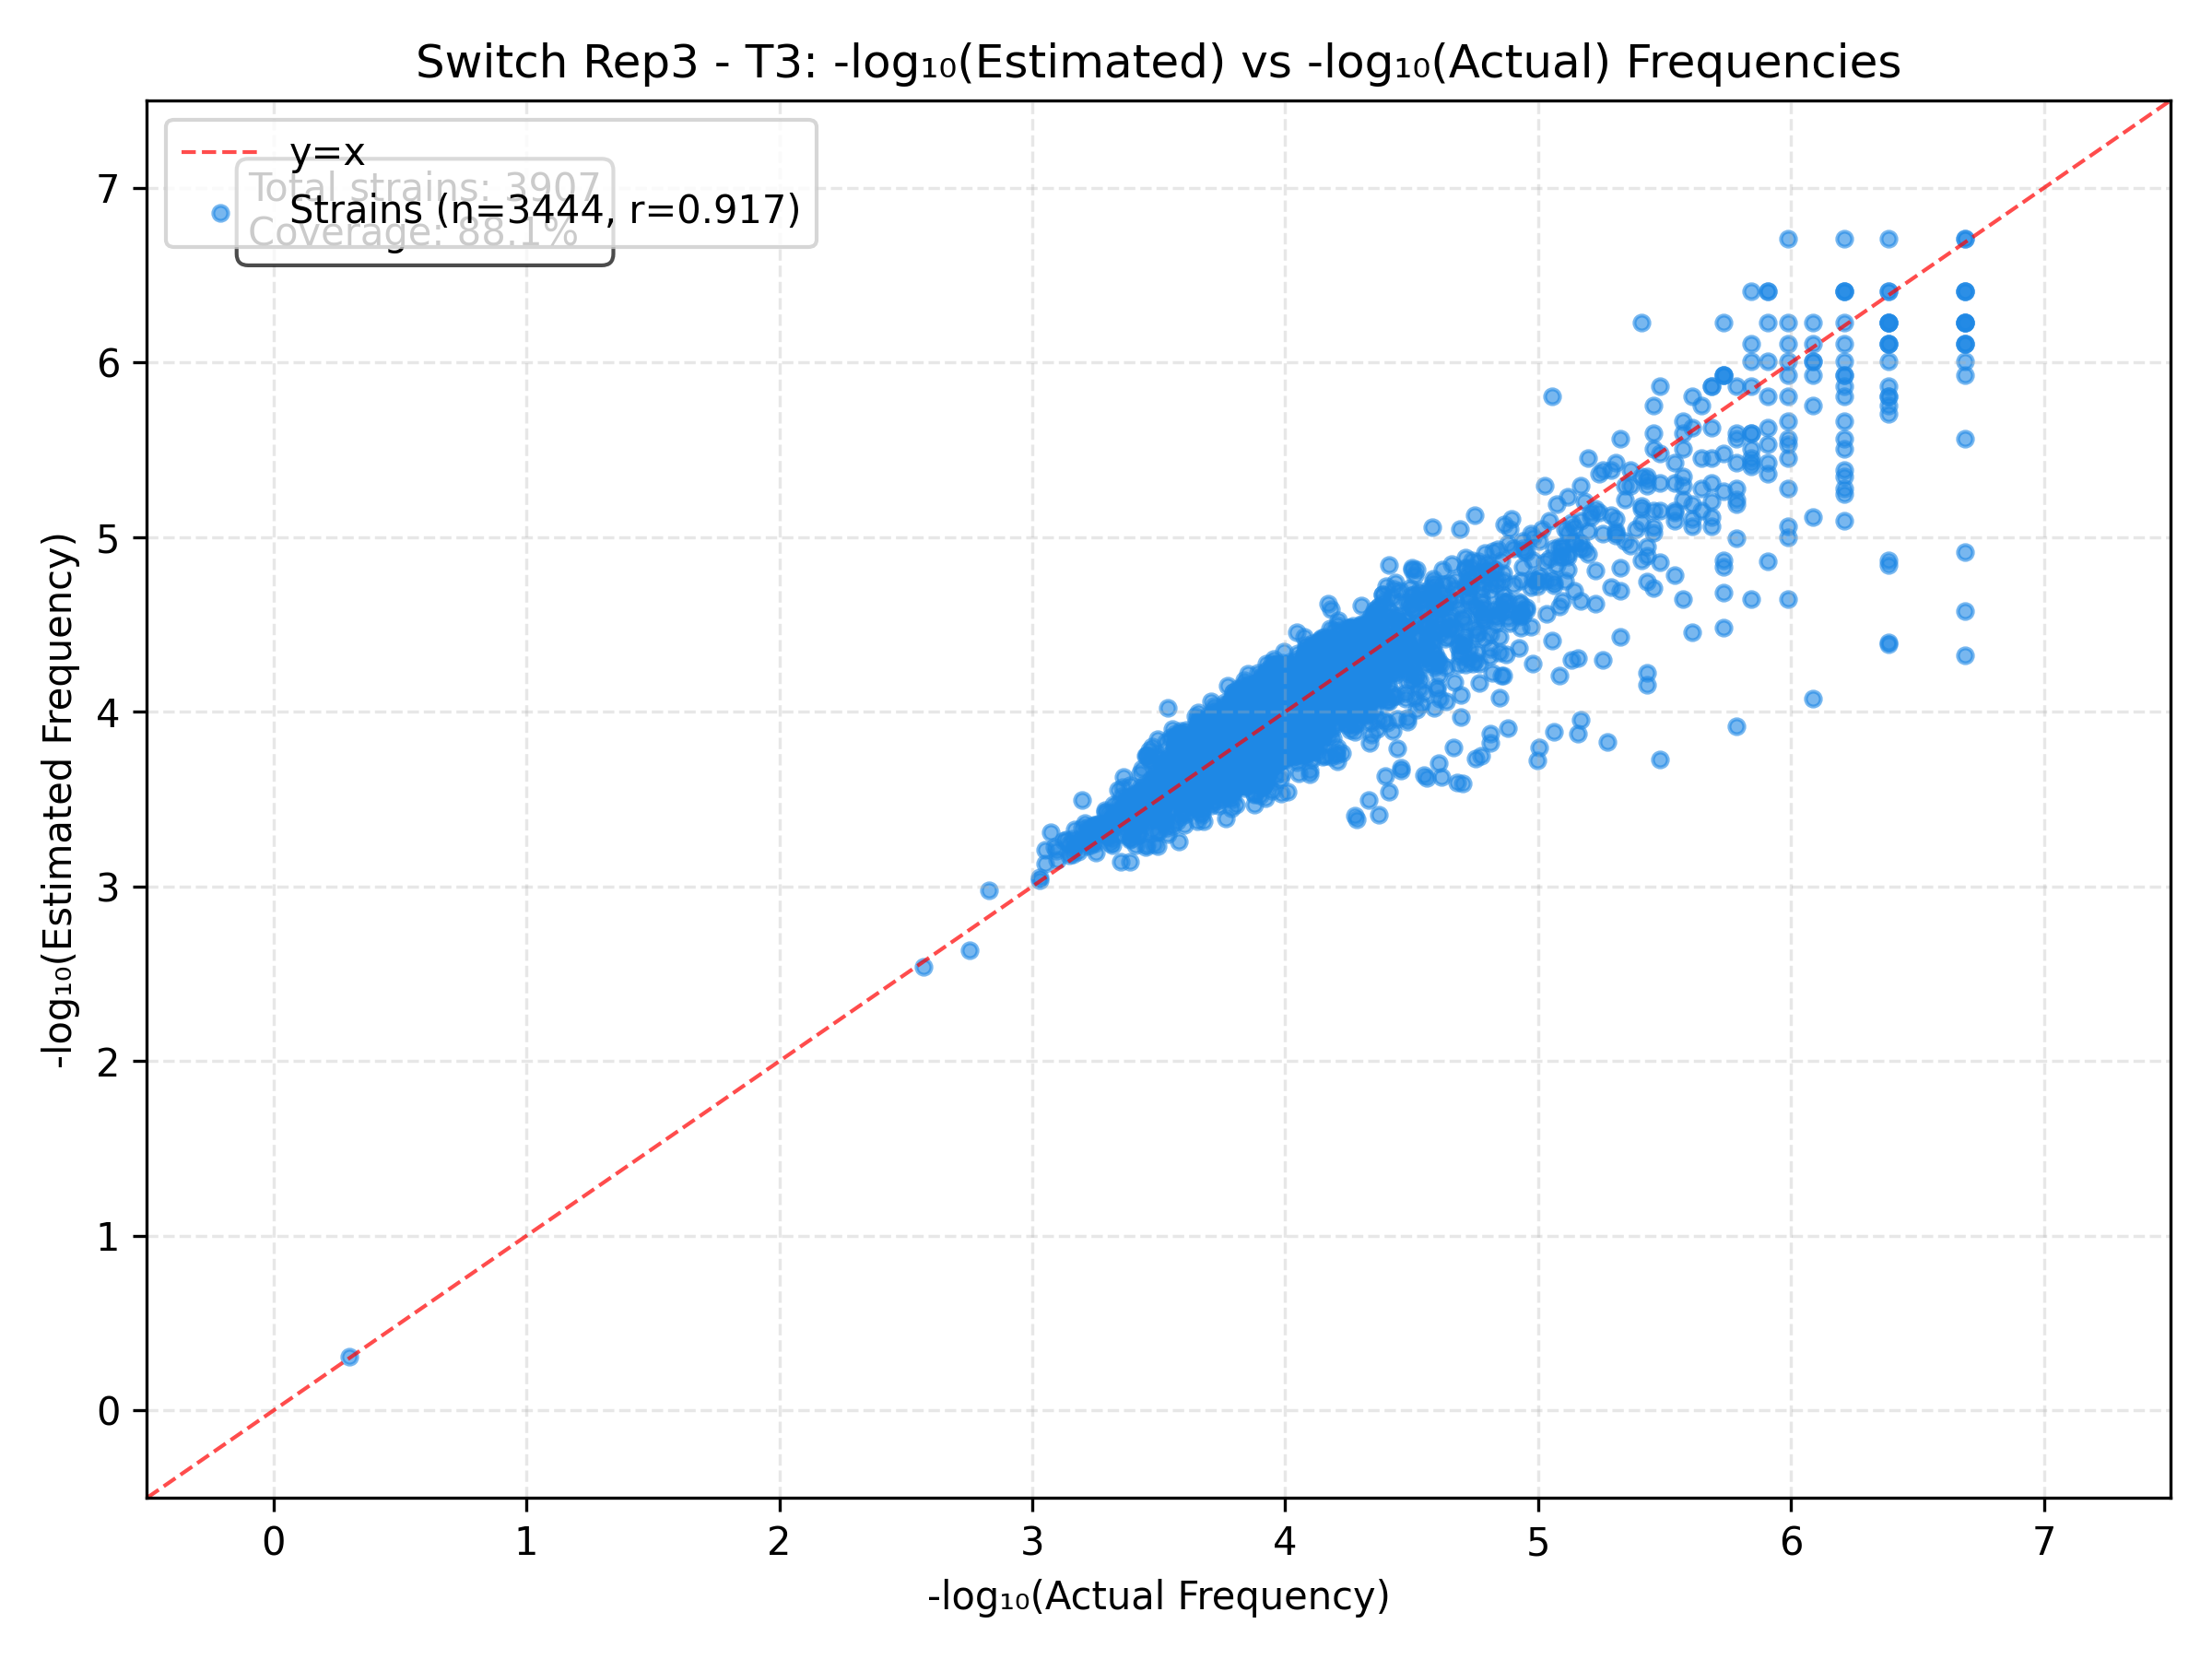 Switch Rep3 - T3: -log₁₀(Estimated) vs -log₁₀(Actual) Frequencies
y=x
Total strains: 3907
Strains (n=3444, r=0.917)
Coverage: 88.1%
-log₁₀(Estimated Frequency)
7
6
5
4
3
2
1
0
0 1 2 3 4 5 6 7
-log₁₀(Actual Frequency)